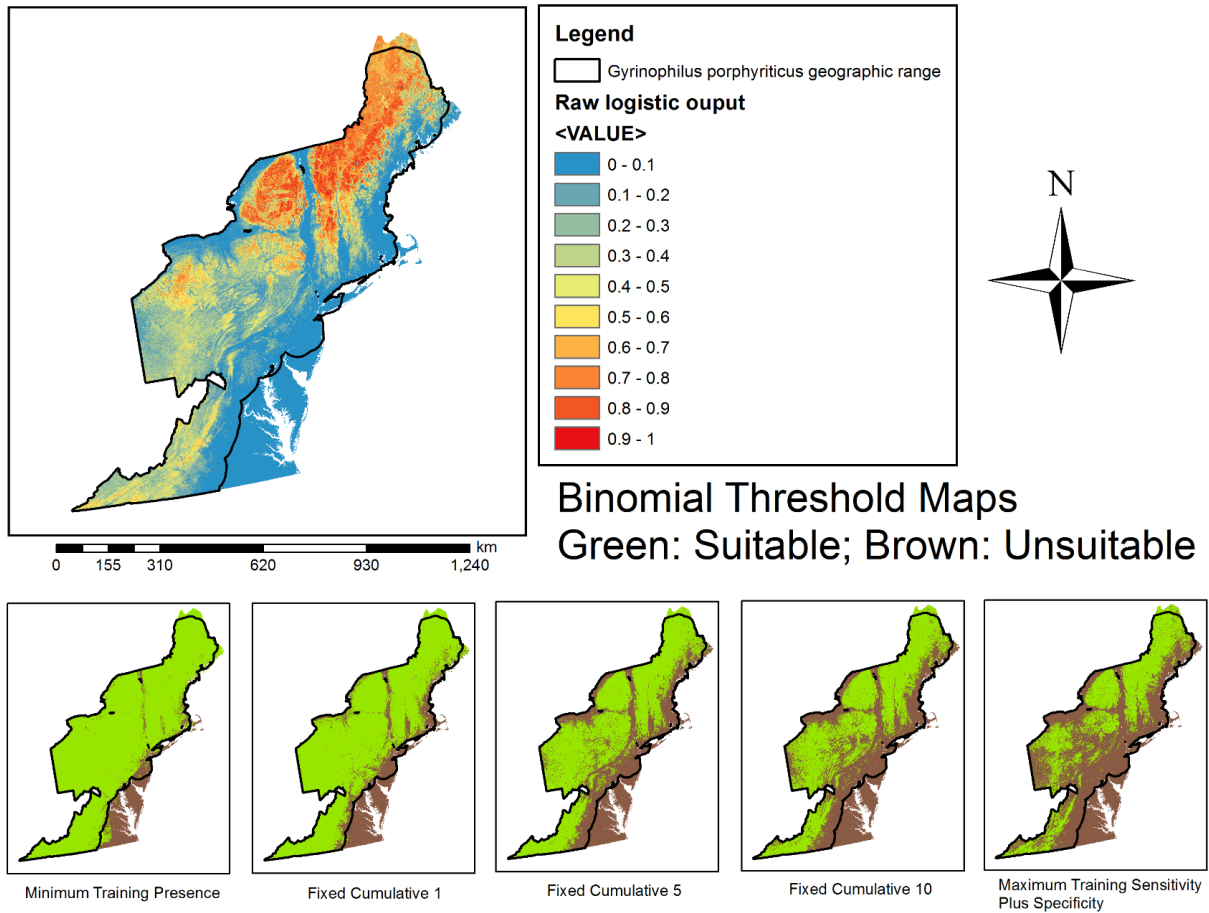 Legend
Gyrinophilus porphyriticus geographic range
Raw logistic ouput
<VALUE>
0 - 0.1
0.1 - 0.2
0.2 - 0.3
0.3 - 0.4
0.4 - 0.5
0.5 - 0.6
0.6 - 0.7
0.7 - 0.8
0.8 - 0.9
0.9 - 1
N
km
0 155 310 620 930 1,240
Binomial Threshold Maps
Green: Suitable; Brown: Unsuitable
Minimum Training Presence
Fixed Cumulative 1
Fixed Cumulative 5
Fixed Cumulative 10
Maximum Training Sensitivity
Plus Specificity